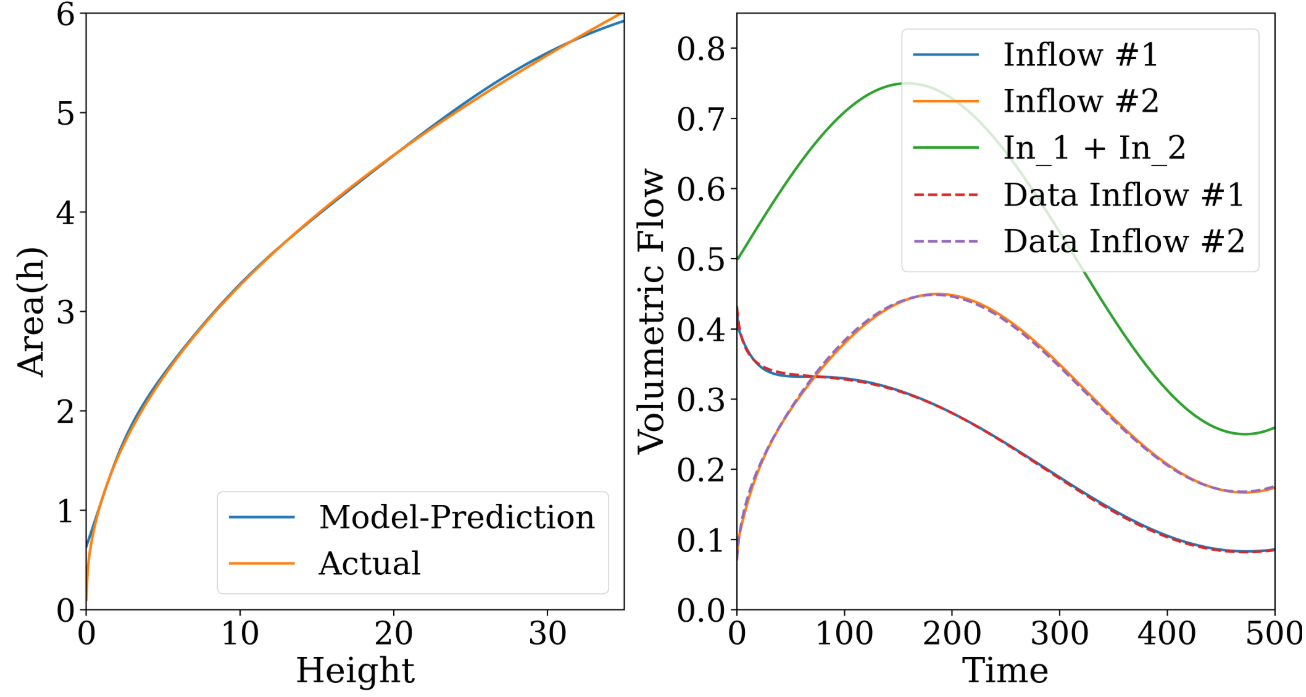 6
5
4
3
2
1
0
Area(h)
0 10 20 30
Height
Model-Prediction
Actual
0.8
0.7
0.6
0.5
0.4
0.3
0.2
0.1
0.0
Volumetric Flow
0 100 200 300 400 500
Time
Inflow #1
Inflow #2
In_1 + In_2
Data Inflow #1
Data Inflow #2